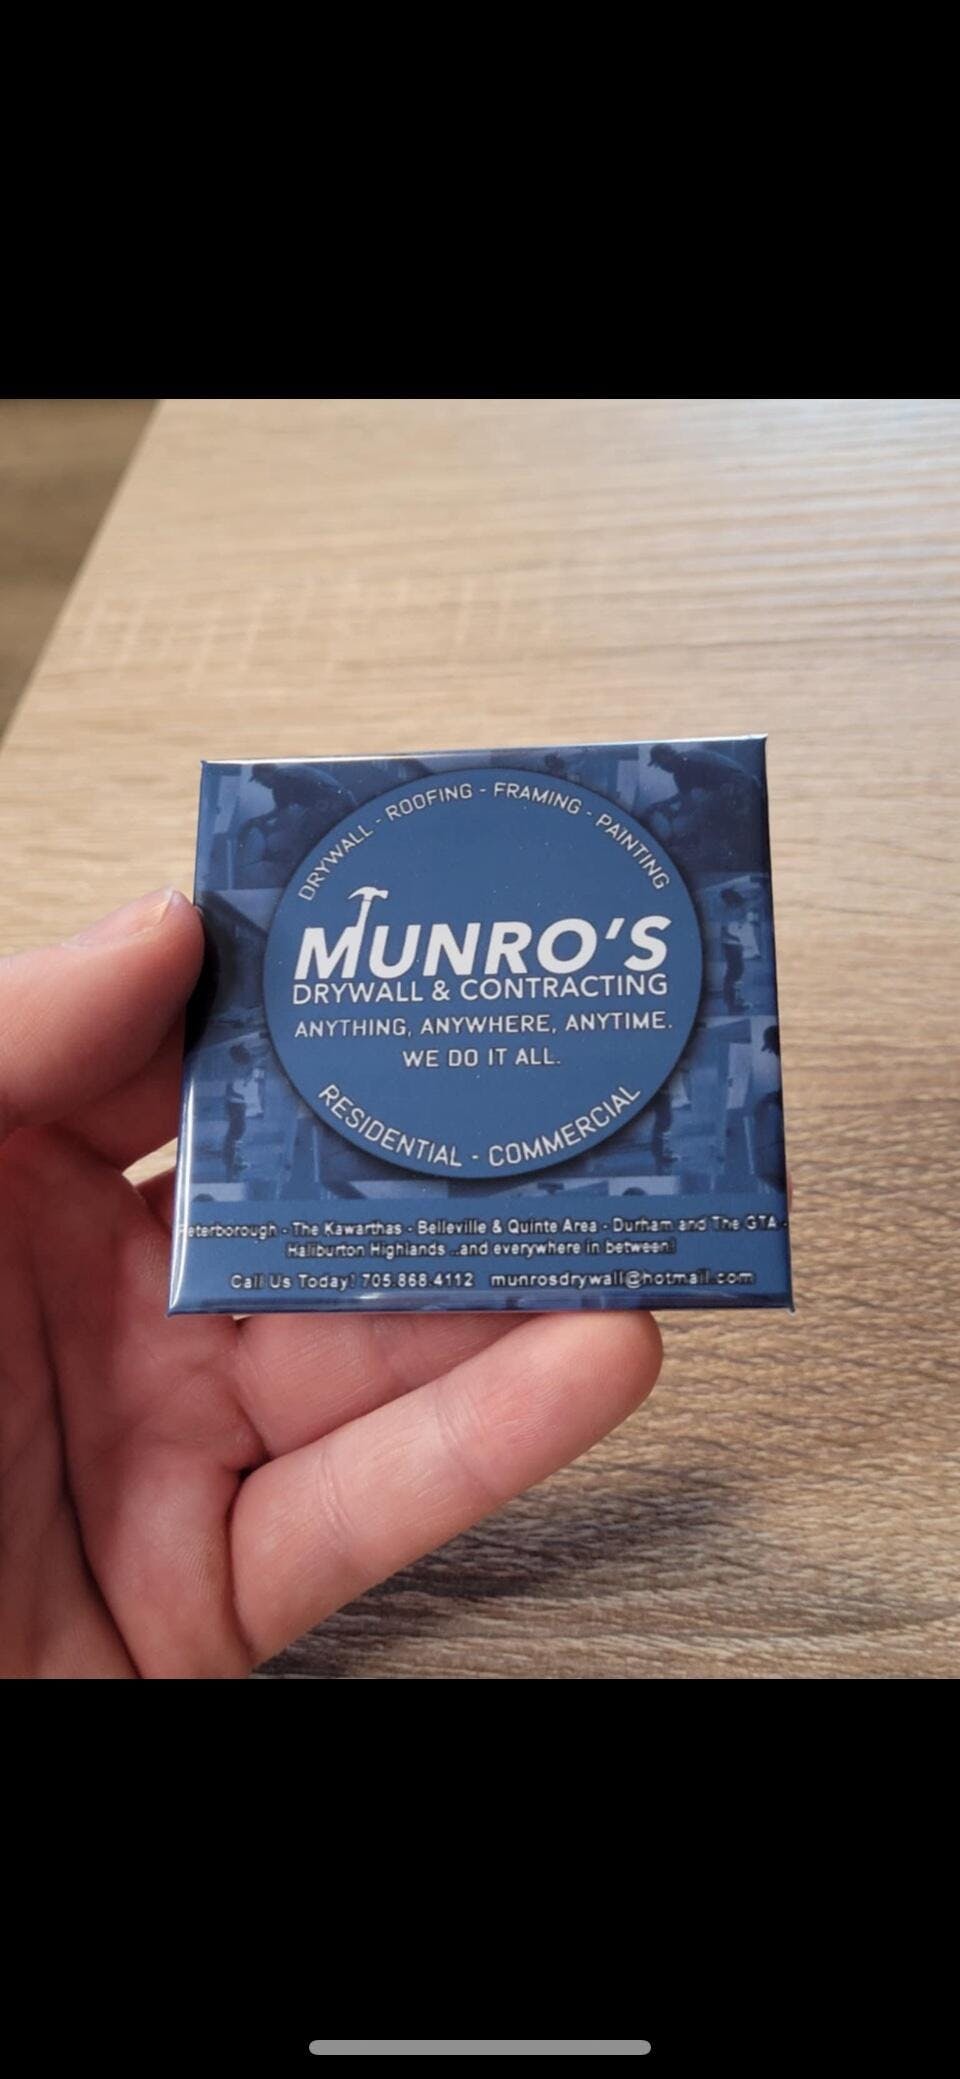 DRYWALL - ROOFING - FRAMING - PAINTING
MUNRO'S
DRYWALL & CONTRACTING
ANYTHING, ANYWHERE, ANYTIME.
WE DO IT ALL.
RESIDENTIAL - COMMERCIAL
eterborough - The Kawarthas - Belleville & Quinte Area - Durham and The GTA -
Haliburton Highlands ..and everywhere in between!
Call Us Today! 705.868.4112 munrosdrywall@hotmail.com